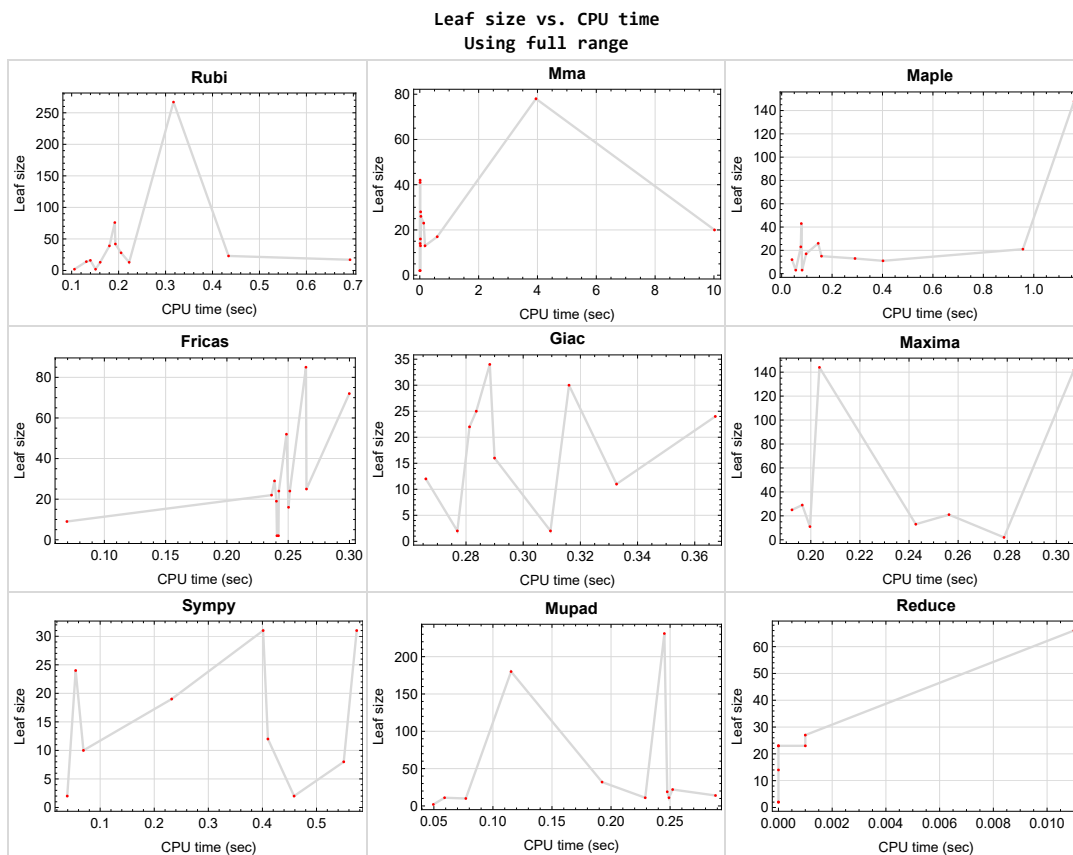 Leaf size vs. CPU time
Using full range
Rubi
Leaf size
250
200
150
100
50
0
0.1 0.2 0.3 0.4 0.5 0.6 0.7
CPU time (sec)
Mma
Leaf size
80
60
40
20
0
0 2 4 6 8 10
CPU time (sec)
Maple
Leaf size
140
120
100
80
60
40
20
0
0.0 0.2 0.4 0.6 0.8 1.0
CPU time (sec)
Fricas
Leaf size
80
60
40
20
0
0.10 0.15 0.20 0.25 0.30
CPU time (sec)
Giac
Leaf size
35
30
25
20
15
10
5
0
0.28 0.30 0.32 0.34 0.36
CPU time (sec)
Maxima
Leaf size
140
120
100
80
60
40
20
0
0.20 0.22 0.24 0.26 0.28 0.30
CPU time (sec)
Sympy
Leaf size
30
25
20
15
10
5
0
0.1 0.2 0.3 0.4 0.5
CPU time (sec)
Mupad
Leaf size
200
150
100
50
0
0.05 0.10 0.15 0.20 0.25
CPU time (sec)
Reduce
Leaf size
60
50
40
30
20
10
0
0.000 0.002 0.004 0.006 0.008 0.010
CPU time (sec)